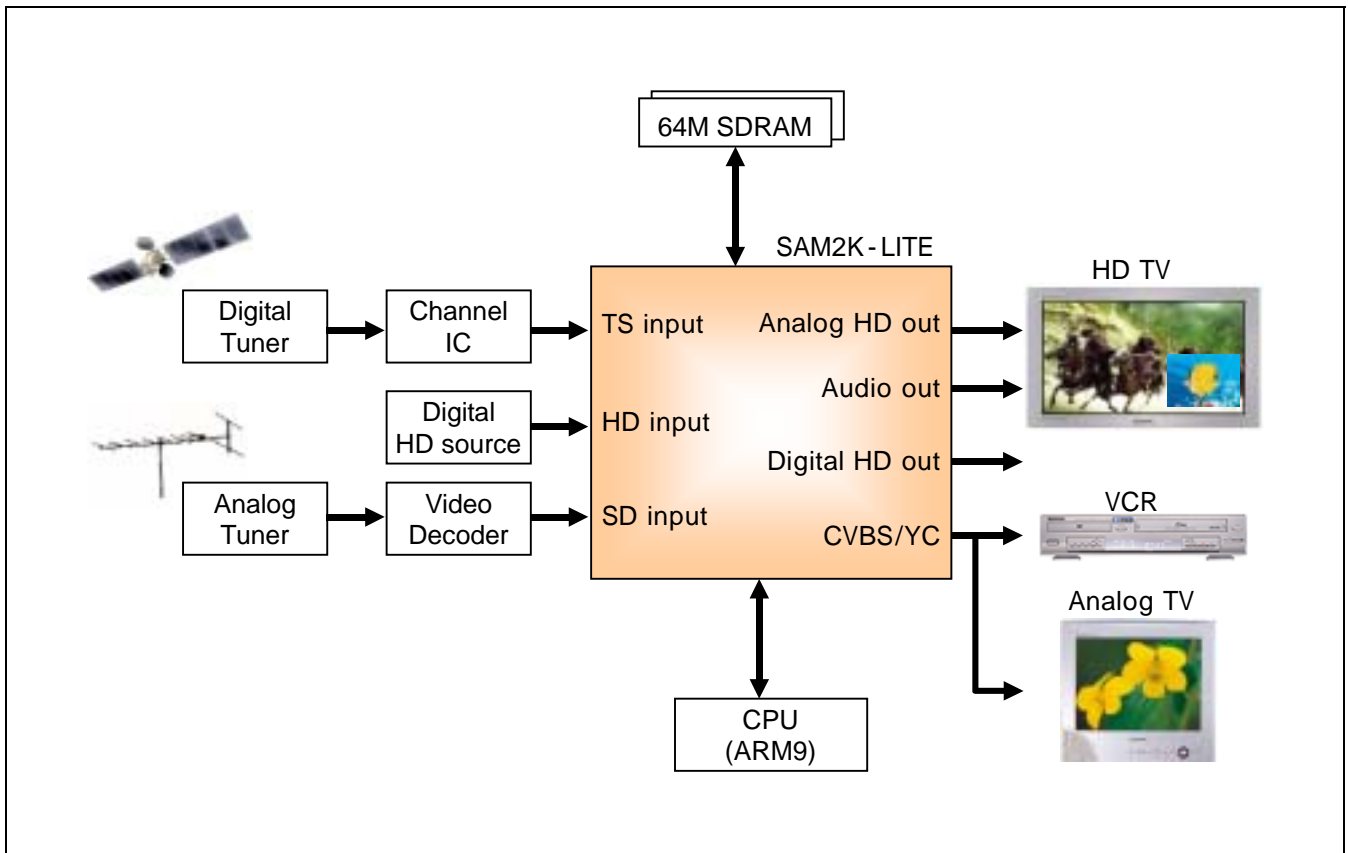 64M SDRAM
SAM2K-LITE
HD TV
Digital
Tuner
Channel
IC
TS input
Analog HD out
Audio out
Digital
HD source
HD input
Digital HD out
Analog
Tuner
Video
Decoder
SD input
CVBS/YC
VCR
Analog TV
CPU
(ARM9)